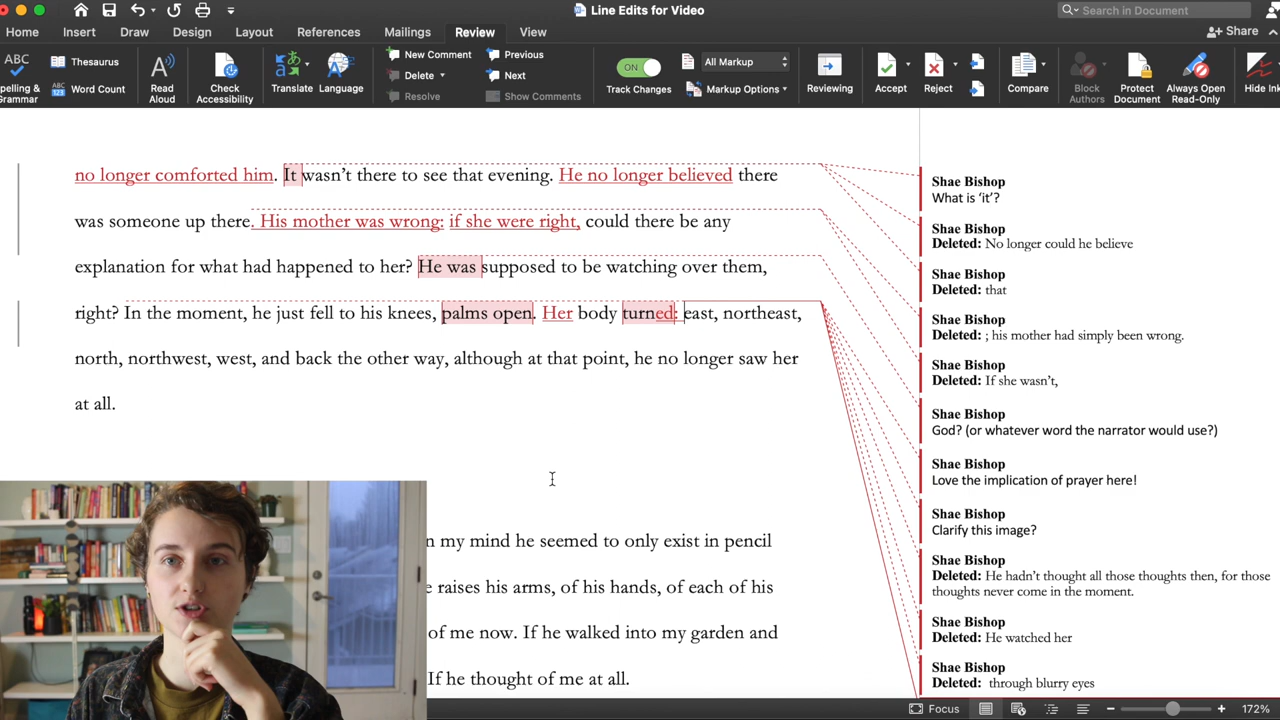 Line Edits for Video
Search in Document
Home Insert Draw Design Layout References Mailings Review View
Share
ABC
Spelling & Grammar
Thesaurus
ABC 123 Word Count
A
Read Aloud
Check Accessibility
Translate
Language
New Comment
Delete
Resolve
Previous
Next
Show Comments
ON
Track Changes
All Markup
Markup Options
Reviewing
Accept
Reject
Compare
Block Authors
Protect Document
Always Open Read-Only
Hide Ink
no longer comforted him. It wasn't there to see that evening. He no longer believed there
was someone up there. His mother was wrong: if she were right, could there be any
explanation for what had happened to her? He was supposed to be watching over them,
right? In the moment, he just fell to his knees, palms open. Her body turned: east, northeast,
north, northwest, west, and back the other way, although at that point, he no longer saw her
at all.
n my mind he seemed to only exist in pencil
e raises his arms, of his hands, of each of his
of me now. If he walked into my garden and
If he thought of me at all.
Shae Bishop
What is 'it'?
Shae Bishop
Deleted: No longer could he believe
Shae Bishop
Deleted: that
Shae Bishop
Deleted: ; his mother had simply been wrong.
Shae Bishop
Deleted: If she wasn't,
Shae Bishop
God? (or whatever word the narrator would use?)
Shae Bishop
Love the implication of prayer here!
Shae Bishop
Clarify this image?
Shae Bishop
Deleted: He hadn't thought all those thoughts then, for those
thoughts never come in the moment.
Shae Bishop
Deleted: He watched her
Shae Bishop
Deleted: through blurry eyes
Focus
172%